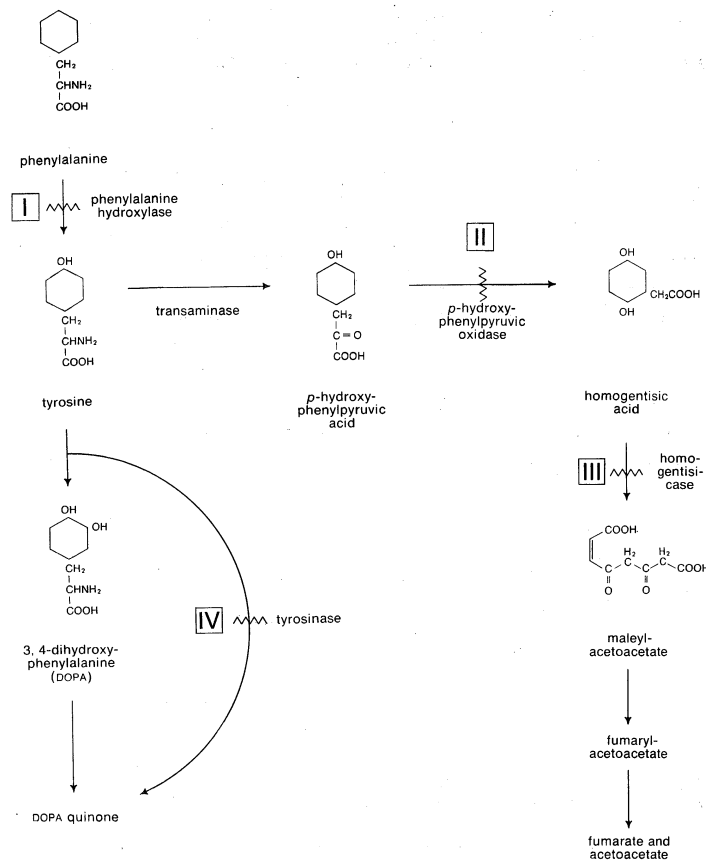 CH₂
CHNH₂
COOH
phenylalanine
I
phenylalanine
hydroxylase
OH
CH₂
CHNH₂
COOH
tyrosine
transaminase
OH
CH₂
C=O
COOH
p-hydroxy-
phenylpyruvic
acid
II
p-hydroxy-
phenylpyruvic
oxidase
OH
OH
CH₂COOH
homogentisic
acid
III
homo-
gentisi-
case
COOH
H₂
H₂
C
C
C
C
COOH
O
O
maleyl-
acetoacetate
fumaryl-
acetoacetate
fumarate and
acetoacetate
OH
OH
CH₂
CHNH₂
COOH
3, 4-dihydroxy-
phenylalanine
(DOPA)
IV
tyrosinase
DOPA quinone